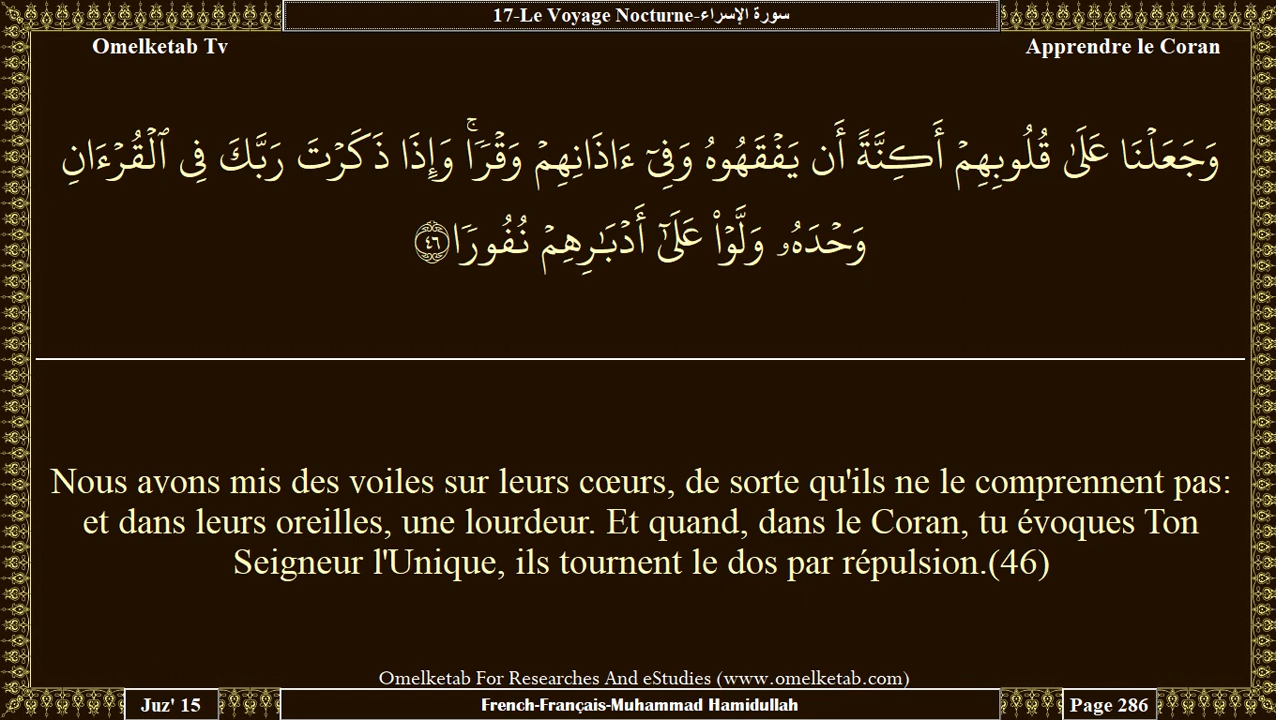 17-Le Voyage Nocturne-سورة الإسراء
Omelketab Tv
Apprendre le Coran
وَجَعَلۡنَا عَلَىٰ قُلُوبِهِمۡ أَكِنَّةً أَن يَفۡقَهُوهُ وَفِيٓ ءَاذَانِهِمۡ وَقۡرٗاۚ وَإِذَا ذَكَرۡتَ رَبَّكَ فِي ٱلۡقُرۡءَانِ
وَحۡدَهُۥ وَلَّوۡاْ عَلَىٰٓ أَدۡبَٰرِهِمۡ نُفُورٗا ٤٦
Nous avons mis des voiles sur leurs cœurs, de sorte qu'ils ne le comprennent pas:
et dans leurs oreilles, une lourdeur. Et quand, dans le Coran, tu évoques Ton
Seigneur l'Unique, ils tournent le dos par répulsion.(46)
Omelketab For Researches And eStudies (www.omelketab.com)
Juz' 15
French-Français-Muhammad Hamidullah
Page 286